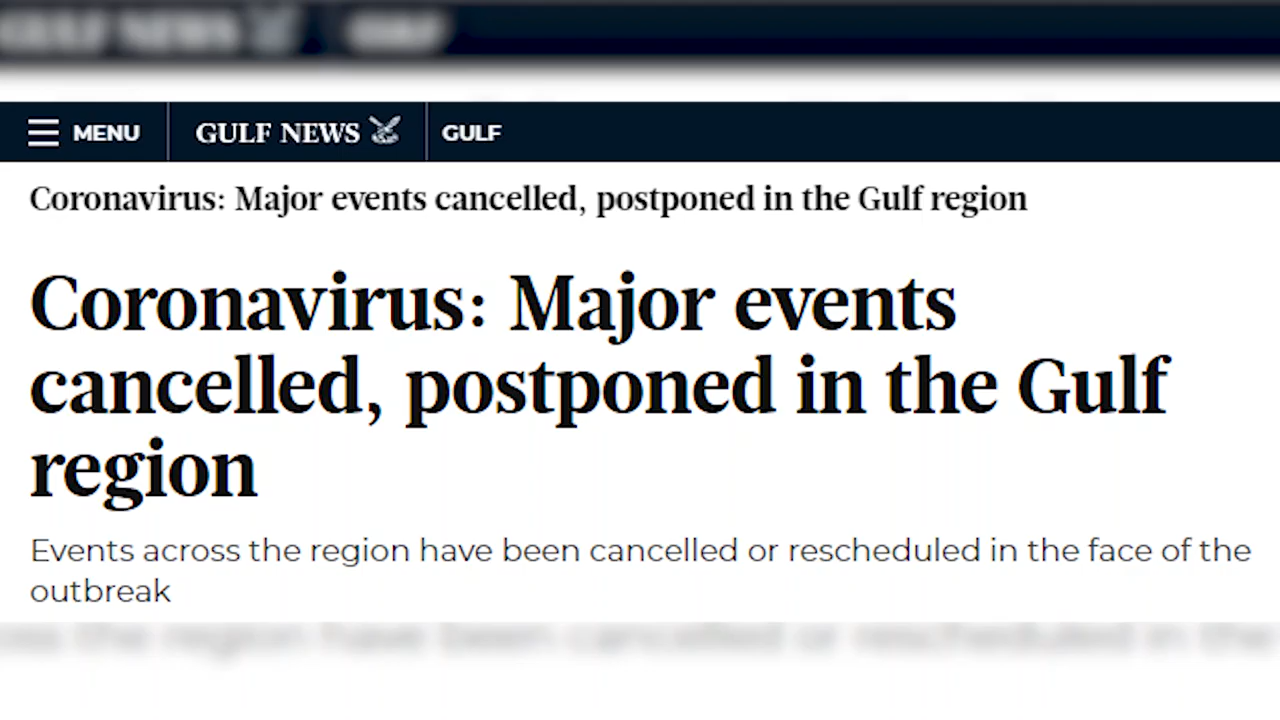 MENU GULF NEWS GULF
Coronavirus: Major events cancelled, postponed in the Gulf region
Coronavirus: Major events
cancelled, postponed in the Gulf
region
Events across the region have been cancelled or rescheduled in the face of the
outbreak